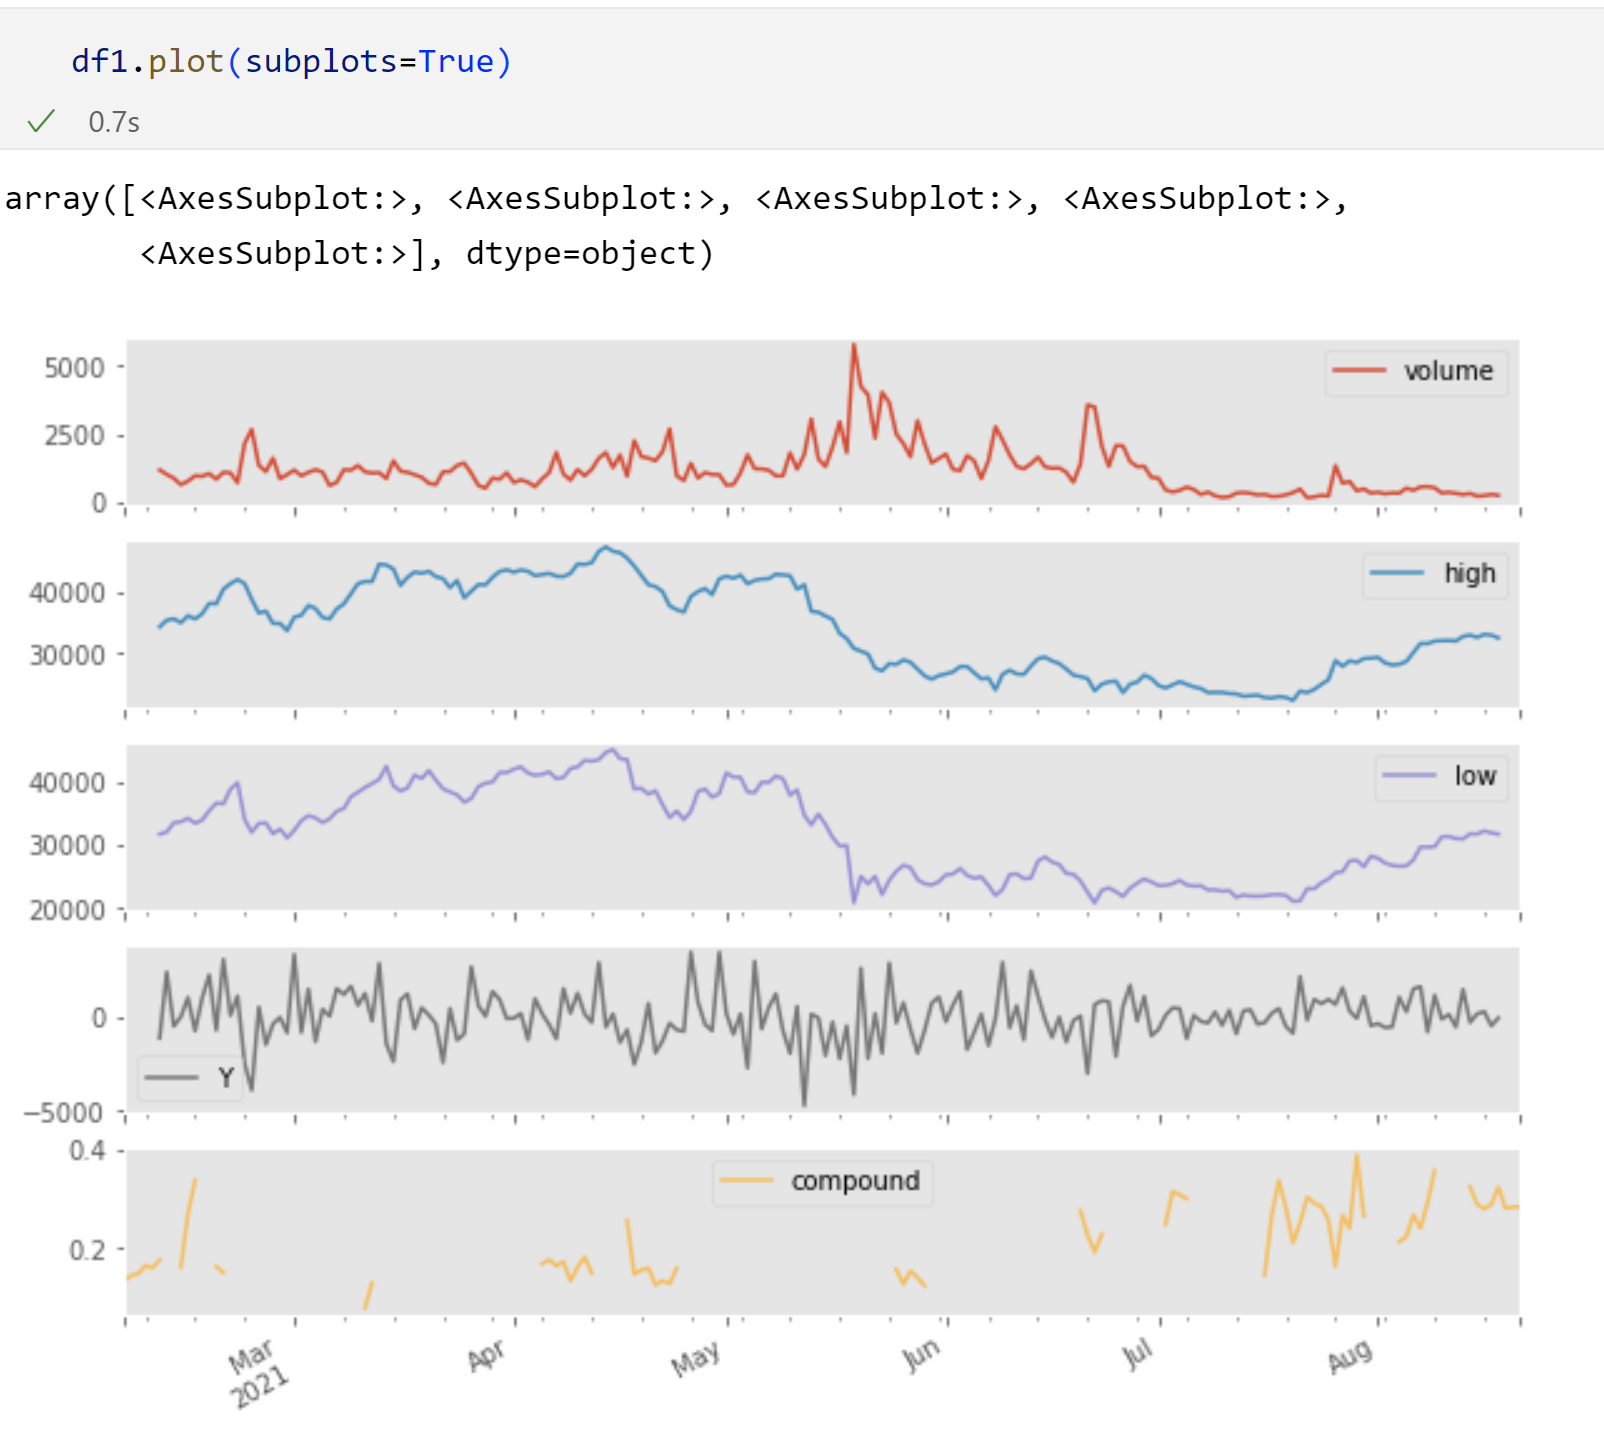 df1.plot(subplots=True)
0.7s
array([<AxesSubplot:>, <AxesSubplot:>, <AxesSubplot:>, <AxesSubplot:>,
<AxesSubplot:>], dtype=object)
5000
2500
0
volume
40000
30000
high
40000
30000
20000
low
0
−5000
Y
0.4
0.2
compound
Mar
2021
Apr
May
Jun
Jul
Aug